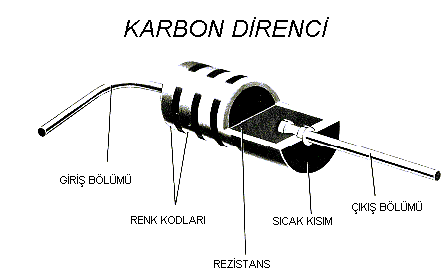 KARBON DİRENCİ
GİRİŞ BÖLÜMÜ
RENK KODLARI
REZİSTANS
SICAK KISIM
ÇIKIŞ BÖLÜMÜ